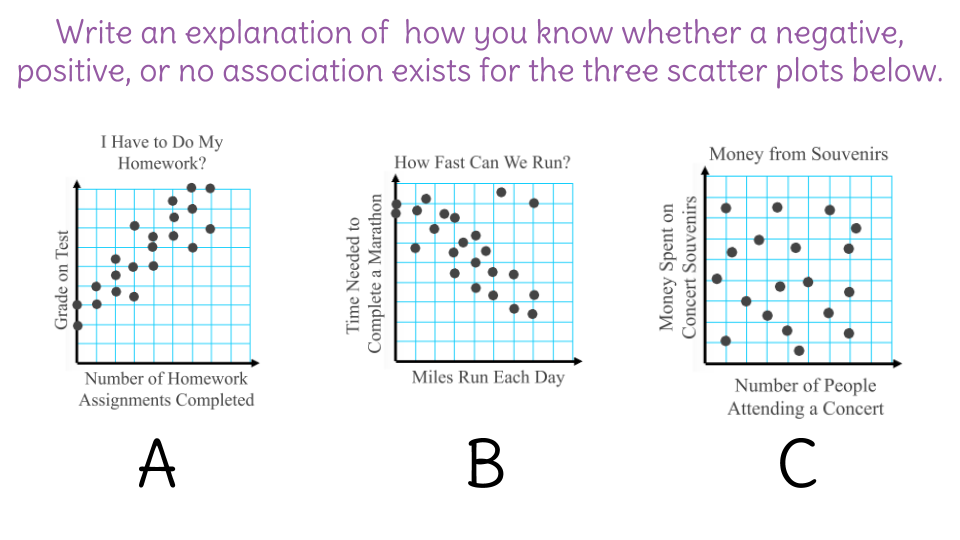 Write an explanation of how you know whether a negative,
positive, or no association exists for the three scatter plots below.
I Have to Do My
Homework?
Grade on Test
Number of Homework
Assignments Completed
A
How Fast Can We Run?
Time Needed to
Complete a Marathon
Miles Run Each Day
B
Money from Souvenirs
Money Spent on
Concert Souvenirs
Number of People
Attending a Concert
C